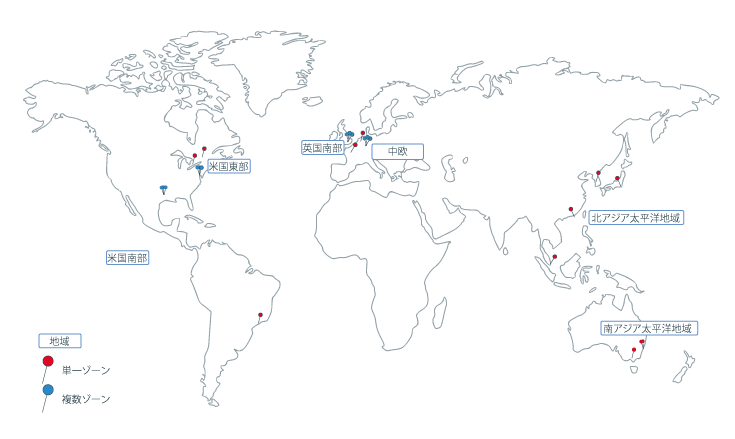 英国南部
中欧
米国東部
北アジア太平洋地域
米国南部
南アジア太平洋地域
地域
単一ゾーン
複数ゾーン